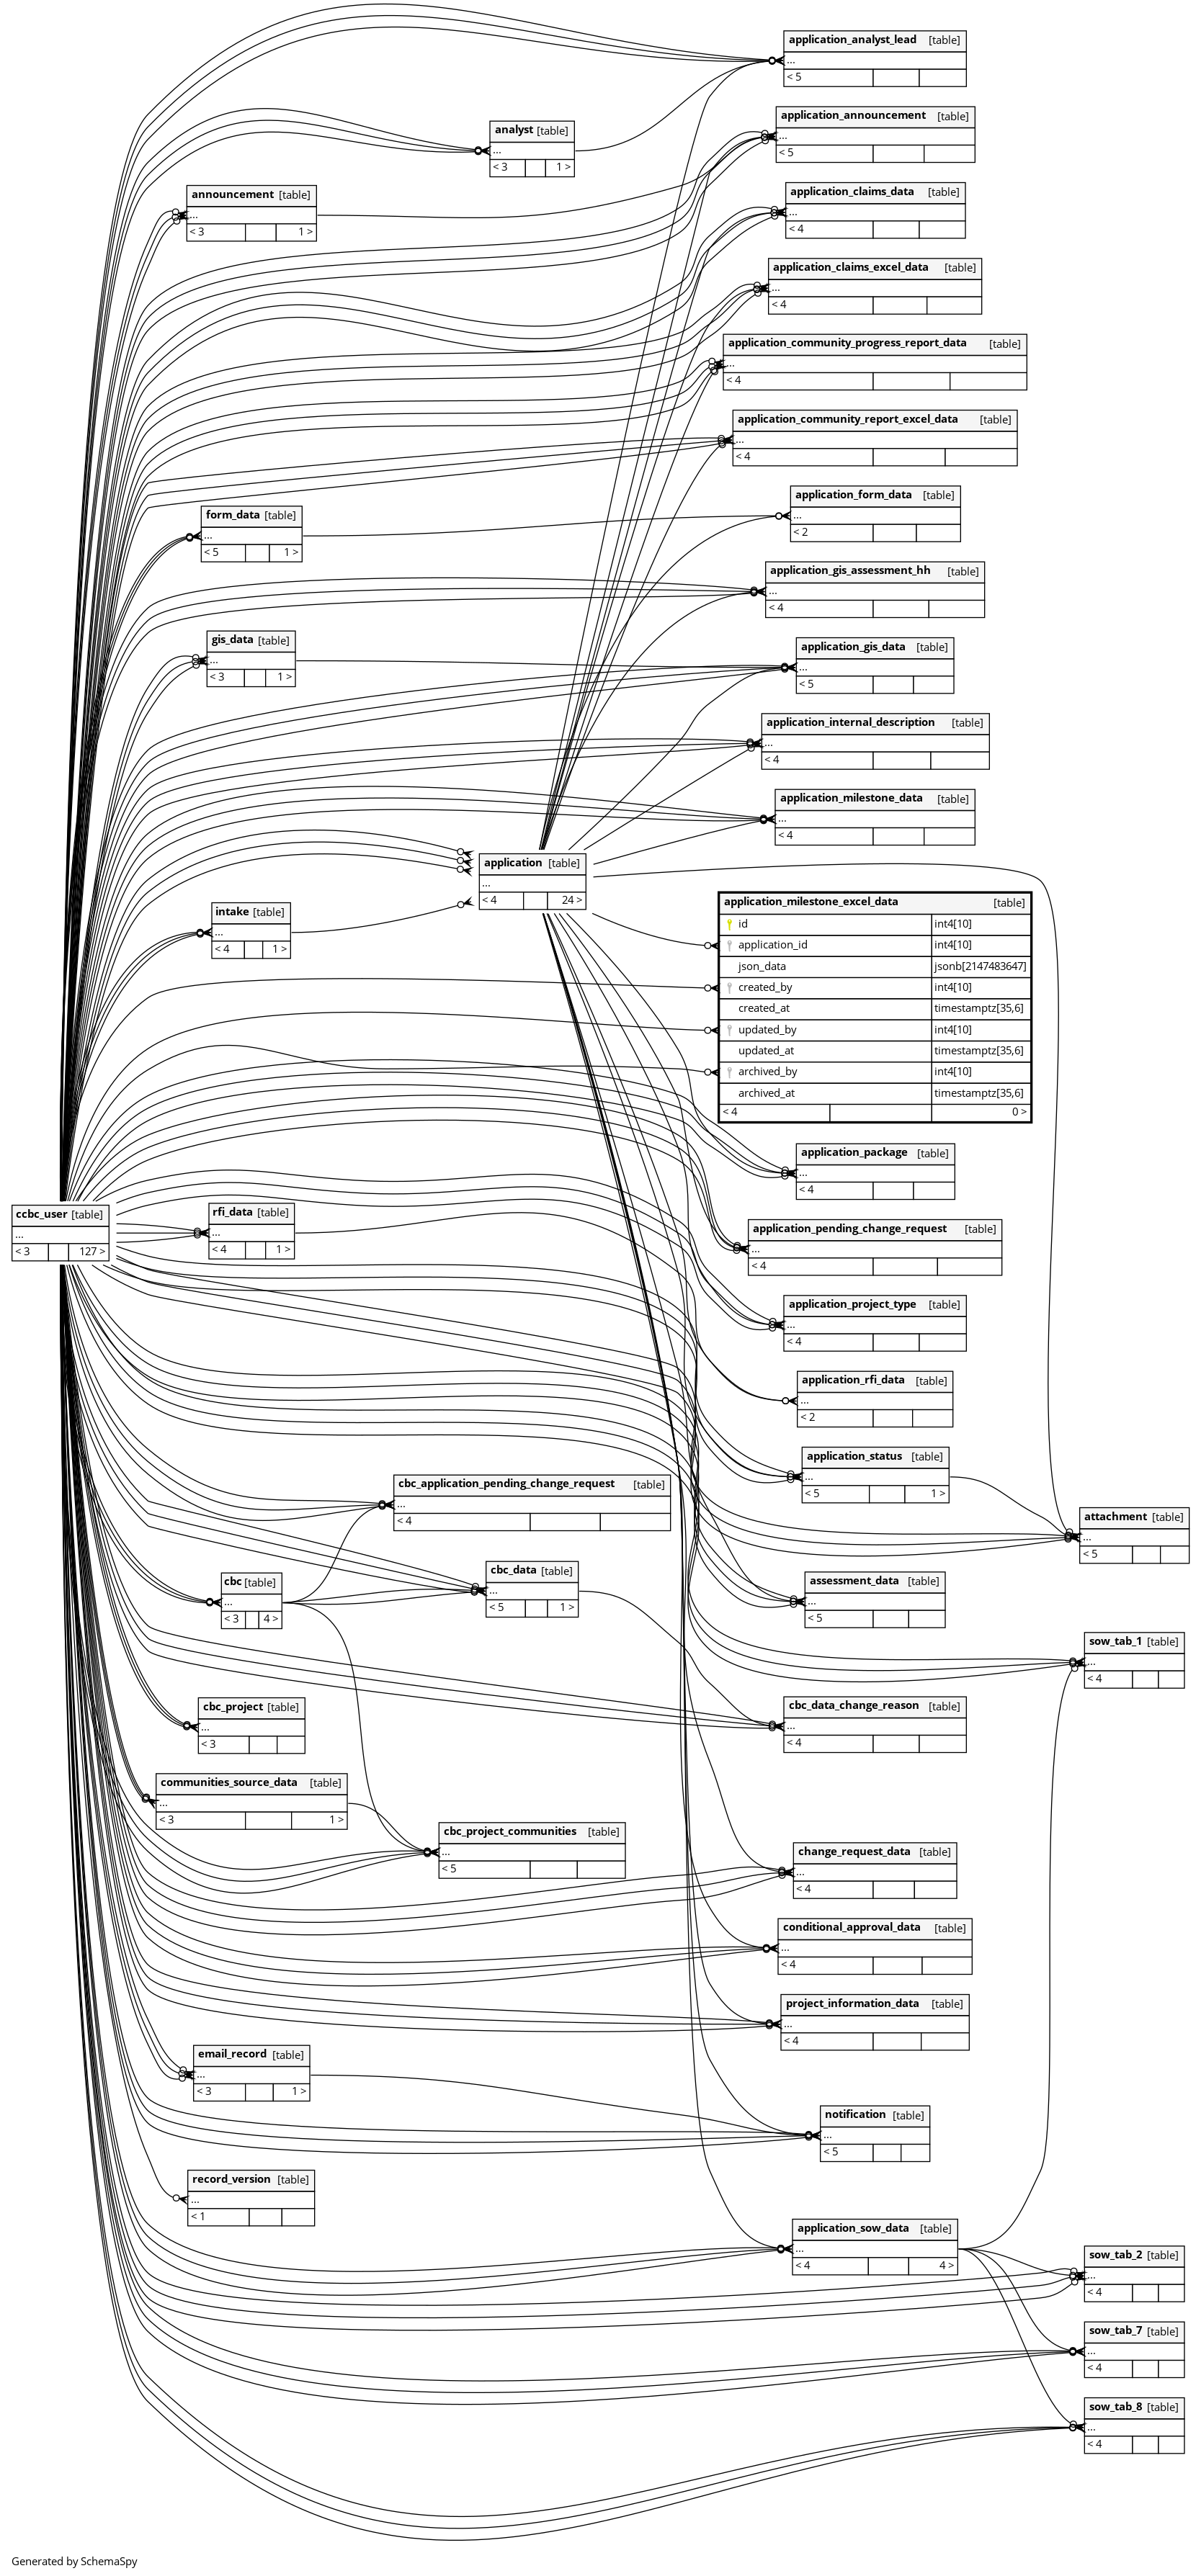 application_analyst_lead [table]
...
< 5
application_announcement [table]
...
< 5
analyst [table]
...
< 3 1 >
application_claims_data [table]
...
< 4
announcement [table]
...
< 3 1 >
application_claims_excel_data [table]
...
< 4
application_community_progress_report_data [table]
...
< 4
application_community_report_excel_data [table]
...
< 4
application_form_data [table]
...
< 2
form_data [table]
...
< 5 1 >
application_gis_assessment_hh [table]
...
< 4
gis_data [table]
...
< 3 1 >
application_gis_data [table]
...
< 5
application_internal_description [table]
...
< 4
application_milestone_data [table]
...
< 4
application [table]
...
< 4 24 >
intake [table]
...
< 4 1 >
application_milestone_excel_data [table]
id int4[10]
application_id int4[10]
json_data jsonb[2147483647]
created_by int4[10]
created_at timestamptz[35,6]
updated_by int4[10]
updated_at timestamptz[35,6]
archived_by int4[10]
archived_at timestamptz[35,6]
< 4 0 >
application_package [table]
...
< 4
ccbc_user [table]
...
< 3 127 >
rfi_data [table]
...
< 4 1 >
application_pending_change_request [table]
...
< 4
application_project_type [table]
...
< 4
application_rfi_data [table]
...
< 2
application_status [table]
...
< 5 1 >
cbc_application_pending_change_request [table]
...
< 4
attachment [table]
...
< 5
cbc_data [table]
...
< 5 1 >
cbc [table]
...
< 3 4 >
assessment_data [table]
...
< 5
sow_tab_1 [table]
...
< 4
cbc_project [table]
...
< 3
cbc_data_change_reason [table]
...
< 4
communities_source_data [table]
...
< 3 1 >
cbc_project_communities [table]
...
< 5
change_request_data [table]
...
< 4
conditional_approval_data [table]
...
< 4
project_information_data [table]
...
< 4
email_record [table]
...
< 3 1 >
notification [table]
...
< 5
record_version [table]
...
< 1
application_sow_data [table]
...
< 4 4 >
sow_tab_2 [table]
...
< 4
sow_tab_7 [table]
...
< 4
sow_tab_8 [table]
...
< 4
Generated by SchemaSpy